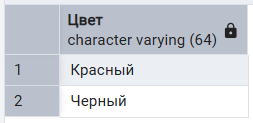 Цвет
character varying (64)
1 Красный
2 Черный